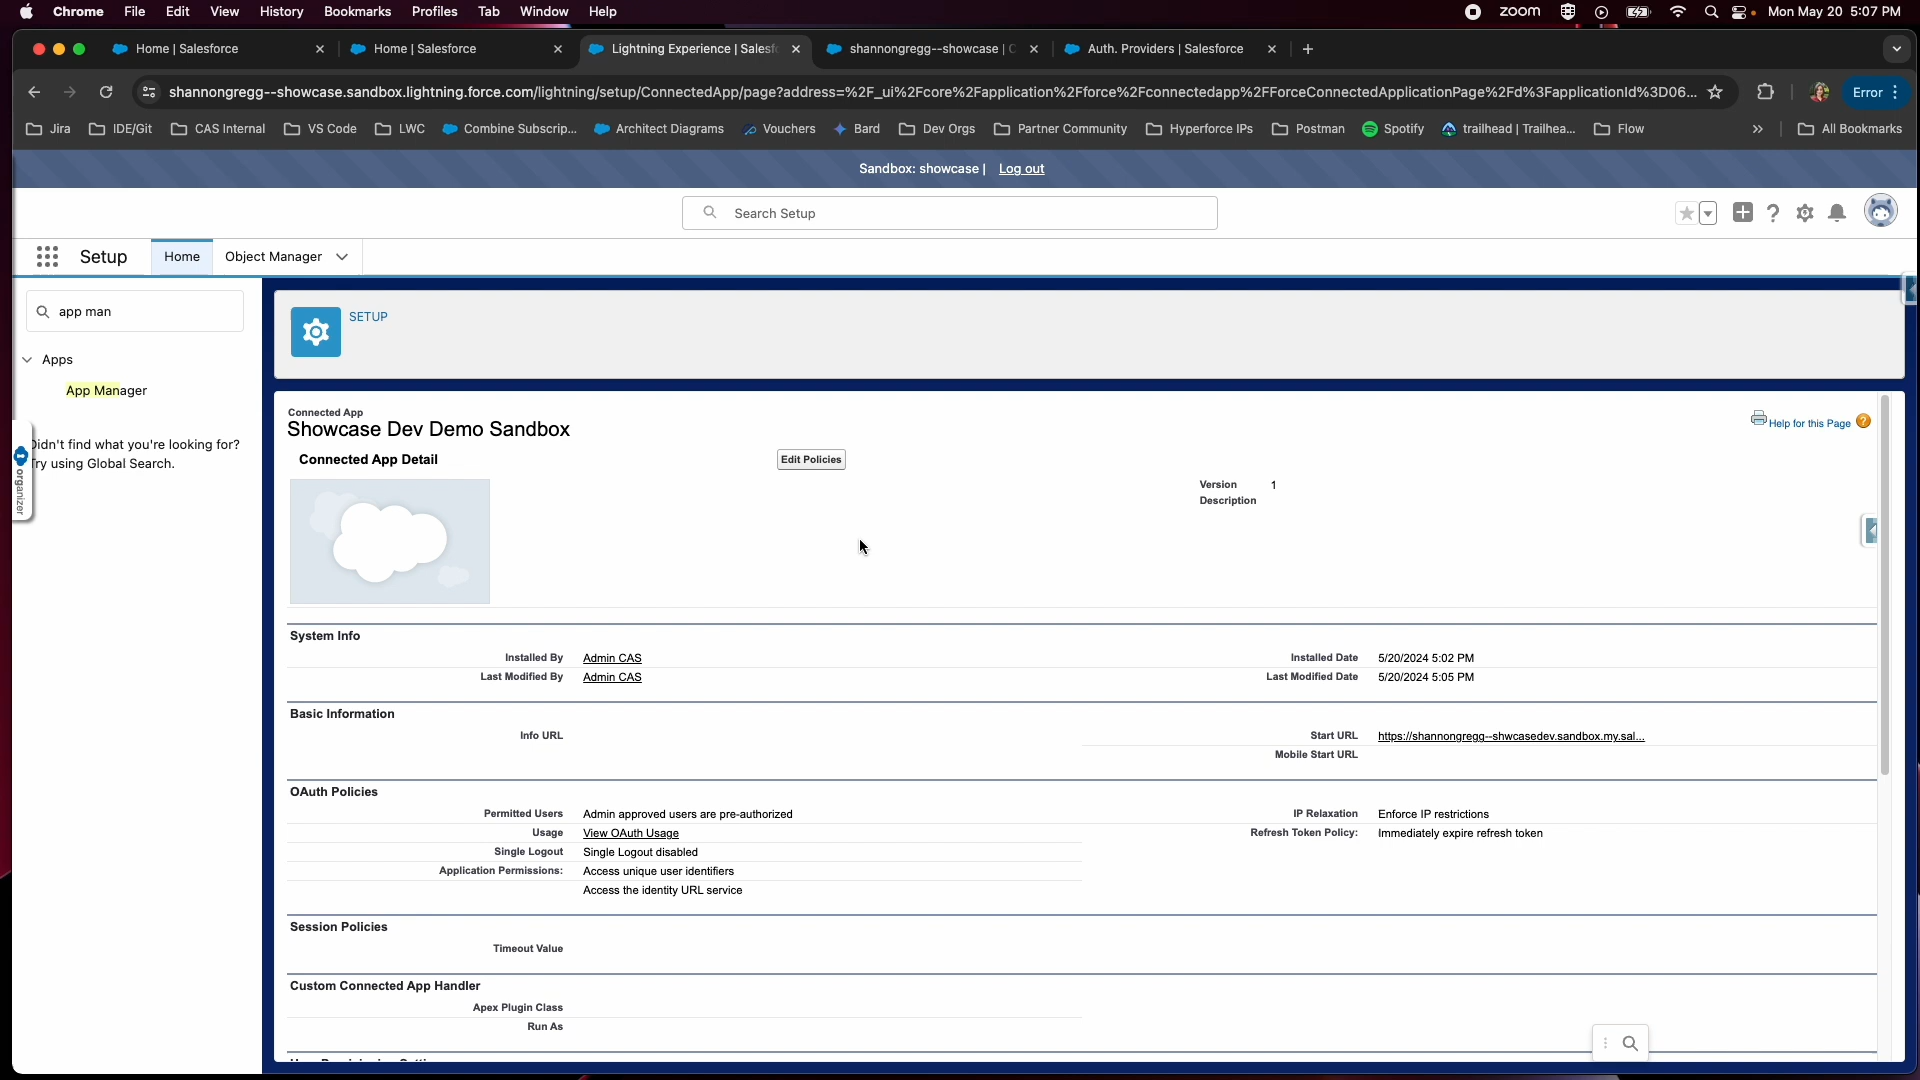 Chrome File Edit View History Bookmarks Profiles Tab Window Help zoom Mon May 20 5:07 PM
Home | Salesforce Home | Salesforce Lightning Experience | Salesf shannongregg--showcase | C Auth. Providers | Salesforce
shannongregg--showcase.sandbox.lightning.force.com/lightning/setup/ConnectedApp/page?address=%2F_ui%2Fcore%2Fapplication%2Fforce%2Fconnectedapp%2FForceConnectedApplicationPage%2Fd%3FapplicationId%3D06... Error
Jira IDE/Git CAS Internal VS Code LWC Combine Subscrip... Architect Diagrams Vouchers Bard Dev Orgs Partner Community Hyperforce IPs Postman Spotify trailhead | Trailhea... Flow » All Bookmarks
Sandbox: showcase | Log out
Search Setup
Setup Home Object Manager
app man
SETUP
Apps
App Manager
Didn't find what you're looking for?
Try using Global Search.
organizer
Connected App
Showcase Dev Demo Sandbox
Help for this Page
Connected App Detail Edit Policies
Version 1
Description
System Info
Installed By Admin CAS Installed Date 5/20/2024 5:02 PM
Last Modified By Admin CAS Last Modified Date 5/20/2024 5:05 PM
Basic Information
Info URL Start URL https://shannongregg--shwcasedev.sandbox.my.sal...
Mobile Start URL
OAuth Policies
Permitted Users Admin approved users are pre-authorized IP Relaxation Enforce IP restrictions
Usage View OAuth Usage Refresh Token Policy: Immediately expire refresh token
Single Logout Single Logout disabled
Application Permissions: Access unique user identifiers
Access the identity URL service
Session Policies
Timeout Value
Custom Connected App Handler
Apex Plugin Class
Run As